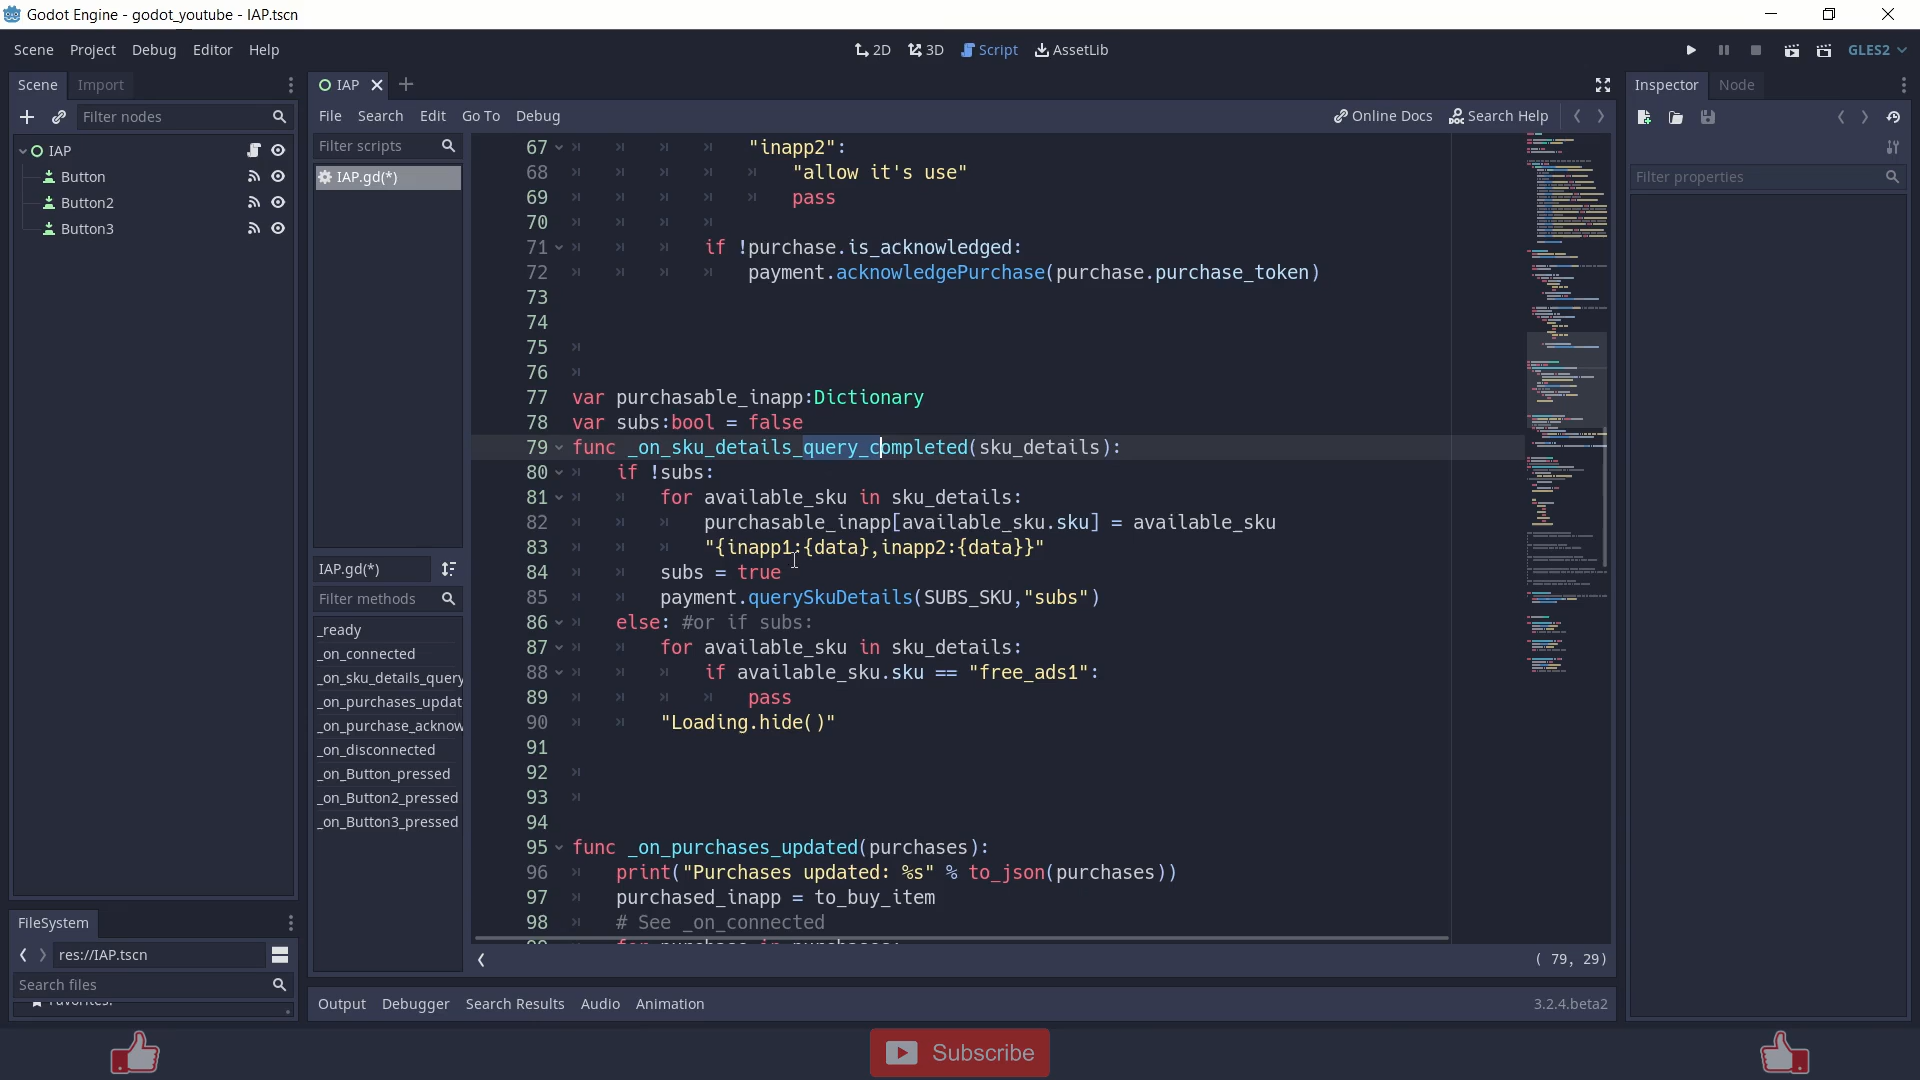 Godot Engine - godot_youtube - IAP.tscn
Scene Project Debug Editor Help
2D 3D Script AssetLib
GLES2
Scene Import
IAP
Inspector Node
Filter nodes
File Search Edit Go To Debug
Online Docs Search Help
IAP
Button
Button2
Button3
Filter scripts
IAP.gd(*)
Filter properties
67 "inapp2":
68 "allow it's use"
69 pass
70
71 if !purchase.is_acknowledged:
72 payment.acknowledgePurchase(purchase.purchase_token)
73
74
75
76
77 var purchasable_inapp:Dictionary
78 var subs:bool = false
79 func _on_sku_details_query_completed(sku_details):
80 if !subs:
81 for available_sku in sku_details:
82 purchasable_inapp[available_sku.sku] = available_sku
83 "{inapp1:{data},inapp2:{data}}"
84 subs = true
85 payment.querySkuDetails(SUBS_SKU,"subs")
86 else: #or if subs:
87 for available_sku in sku_details:
88 if available_sku.sku == "free_ads1":
89 pass
90 "Loading.hide()"
91
92
93
94
95 func _on_purchases_updated(purchases):
96 print("Purchases updated: %s" % to_json(purchases))
97 purchased_inapp = to_buy_item
98 # See _on_connected
IAP.gd(*)
Filter methods
_ready
_on_connected
_on_sku_details_query
_on_purchases_updat
_on_purchase_acknow
_on_disconnected
_on_Button_pressed
_on_Button2_pressed
_on_Button3_pressed
( 79, 29)
FileSystem
res://IAP.tscn
Search files
Output Debugger Search Results Audio Animation
3.2.4.beta2
Subscribe